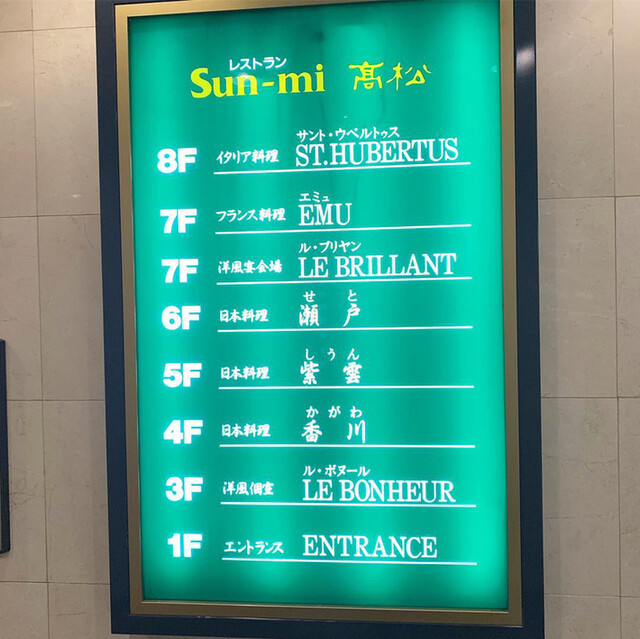 レストラン
Sun-mi 髙松
サント・ウベルトゥス
8F イタリア料理 ST.HUBERTUS
エミュ
7F フランス料理 EMU
ル・ブリヤン
7F 洋風宴会場 LE BRILLANT
せと
6F 日本料理 瀬戸
しうん
5F 日本料理 紫雲
かがわ
4F 日本料理 香川
ル・ボヌール
3F 洋風個室 LE BONHEUR
1F エントランス ENTRANCE